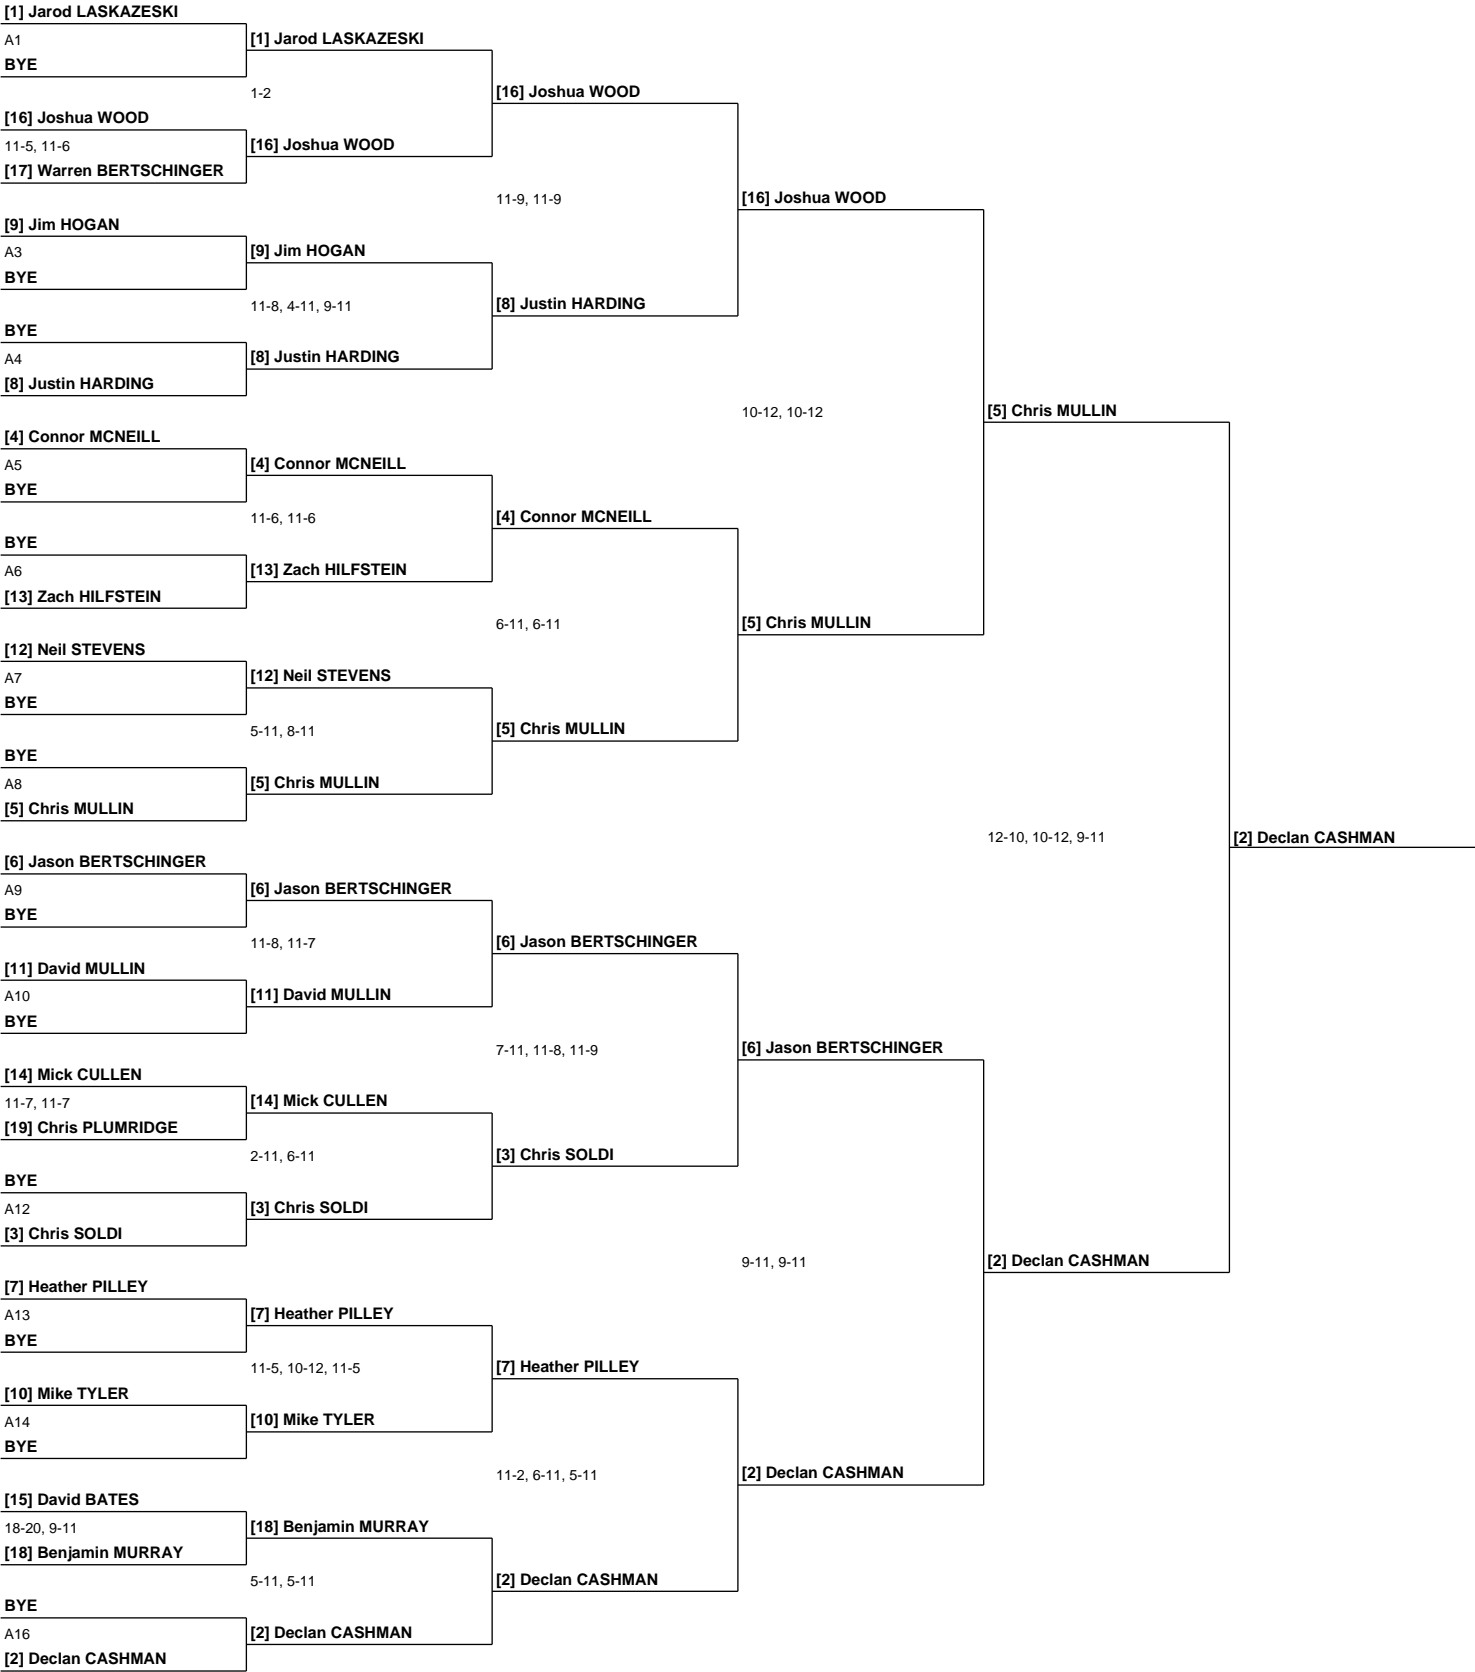 [1] Jarod LASKAZESKI
A1
[1] Jarod LASKAZESKI
BYE
1-2
[16] Joshua WOOD
[16] Joshua WOOD
11-5, 11-6
[16] Joshua WOOD
[17] Warren BERTSCHINGER
11-9, 11-9
[16] Joshua WOOD
[9] Jim HOGAN
A3
[9] Jim HOGAN
BYE
11-8, 4-11, 9-11
[8] Justin HARDING
BYE
A4
[8] Justin HARDING
[8] Justin HARDING
10-12, 10-12
[5] Chris MULLIN
[4] Connor MCNEILL
A5
[4] Connor MCNEILL
BYE
11-6, 11-6
[4] Connor MCNEILL
BYE
A6
[13] Zach HILFSTEIN
[13] Zach HILFSTEIN
6-11, 6-11
[5] Chris MULLIN
[12] Neil STEVENS
A7
[12] Neil STEVENS
BYE
5-11, 8-11
[5] Chris MULLIN
BYE
A8
[5] Chris MULLIN
[5] Chris MULLIN
12-10, 10-12, 9-11
[2] Declan CASHMAN
[6] Jason BERTSCHINGER
A9
[6] Jason BERTSCHINGER
BYE
11-8, 11-7
[6] Jason BERTSCHINGER
[11] David MULLIN
A10
[11] David MULLIN
BYE
7-11, 11-8, 11-9
[6] Jason BERTSCHINGER
[14] Mick CULLEN
11-7, 11-7
[14] Mick CULLEN
[19] Chris PLUMRIDGE
2-11, 6-11
[3] Chris SOLDI
BYE
A12
[3] Chris SOLDI
[3] Chris SOLDI
9-11, 9-11
[2] Declan CASHMAN
[7] Heather PILLEY
A13
[7] Heather PILLEY
BYE
11-5, 10-12, 11-5
[7] Heather PILLEY
[10] Mike TYLER
A14
[10] Mike TYLER
BYE
11-2, 6-11, 5-11
[2] Declan CASHMAN
[15] David BATES
18-20, 9-11
[18] Benjamin MURRAY
[18] Benjamin MURRAY
5-11, 5-11
[2] Declan CASHMAN
BYE
A16
[2] Declan CASHMAN
[2] Declan CASHMAN